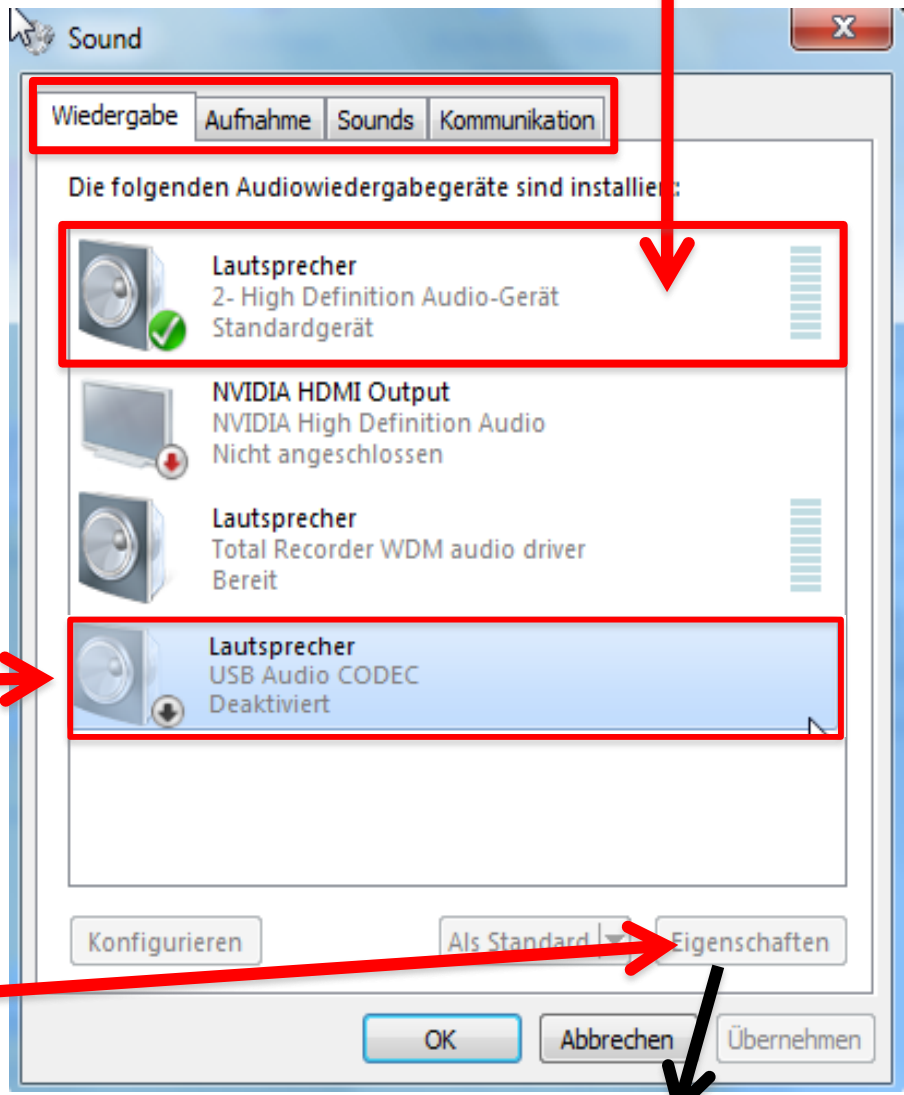 Sound
Wiedergabe Aufnahme Sounds Kommunikation
Die folgenden Audiowiedergabegeräte sind installiert:
Lautsprecher
2- High Definition Audio-Gerät
Standardgerät
NVIDIA HDMI Output
NVIDIA High Definition Audio
Nicht angeschlossen
Lautsprecher
Total Recorder WDM audio driver
Bereit
Lautsprecher
USB Audio CODEC
Deaktiviert
Konfigurieren Als Standard Eigenschaften
OK Abbrechen Übernehmen